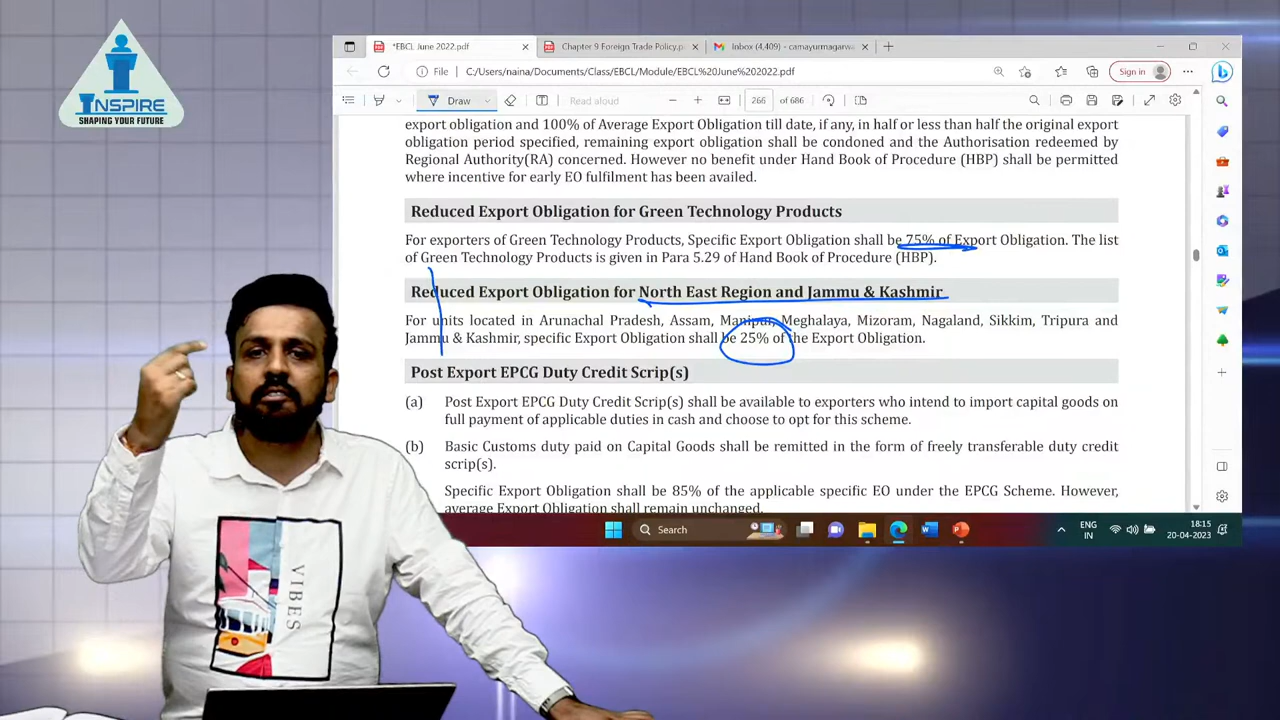 INSPIRE
SHAPING YOUR FUTURE
*EBCL June 2022.pdf
Chapter 9 Foreign Trade Policy.p
Inbox (4,409) - camayurmagarwa
File
C:/Users/naina/Documents/Class/EBCL/Module/EBCL%20June%202022.pdf
Sign in
Draw
Read aloud
266
of 686
export obligation and 100% of Average Export Obligation till date, if any, in half or less than half the original export
obligation period specified, remaining export obligation shall be condoned and the Authorisation redeemed by
Regional Authority(RA) concerned. However no benefit under Hand Book of Procedure (HBP) shall be permitted
where incentive for early EO fulfilment has been availed.
Reduced Export Obligation for Green Technology Products
For exporters of Green Technology Products, Specific Export Obligation shall be 75% of Export Obligation. The list
of Green Technology Products is given in Para 5.29 of Hand Book of Procedure (HBP).
Reduced Export Obligation for North East Region and Jammu & Kashmir
For units located in Arunachal Pradesh, Assam, Manipur, Meghalaya, Mizoram, Nagaland, Sikkim, Tripura and
Jammu & Kashmir, specific Export Obligation shall be 25% of the Export Obligation.
Post Export EPCG Duty Credit Scrip(s)
(a) Post Export EPCG Duty Credit Scrip(s) shall be available to exporters who intend to import capital goods on
full payment of applicable duties in cash and choose to opt for this scheme.
(b) Basic Customs duty paid on Capital Goods shall be remitted in the form of freely transferable duty credit
scrip(s).
Specific Export Obligation shall be 85% of the applicable specific EO under the EPCG Scheme. However,
average Export Obligation shall remain unchanged.
Search
ENG
IN
18:15
20-04-2023
VIBES